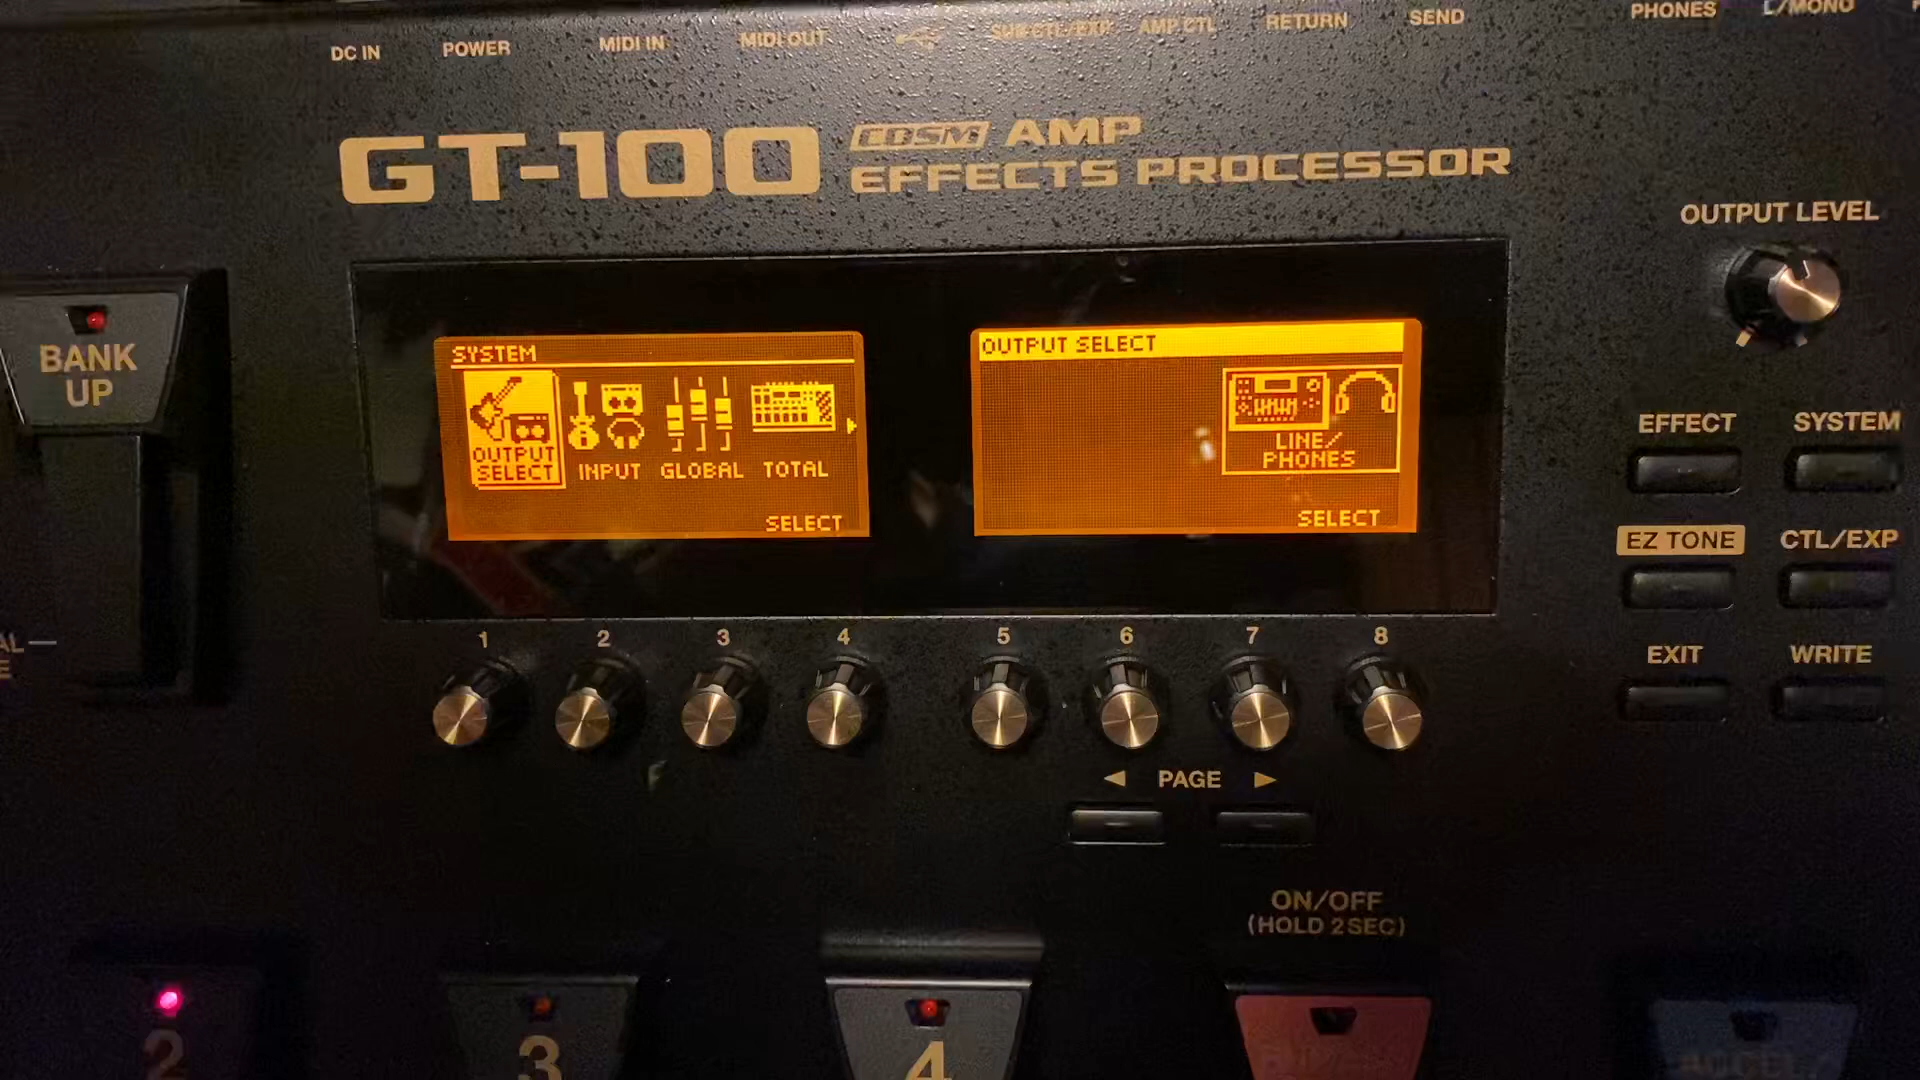 DC IN
POWER
MIDI IN
MIDI OUT
SUB CTL/EXP
AMP CTL
RETURN
SEND
PHONES
L/MONO
GT-100 COSM AMP
EFFECTS PROCESSOR
OUTPUT LEVEL
BANK
UP
SYSTEM
OUTPUT
SELECT
INPUT
GLOBAL
TOTAL
SELECT
OUTPUT SELECT
LINE/
PHONES
SELECT
EFFECT
SYSTEM
EZ TONE
CTL/EXP
EXIT
WRITE
1 2 3 4 5 6 7 8
PAGE
ON/OFF
(HOLD 2SEC)
2
3
4